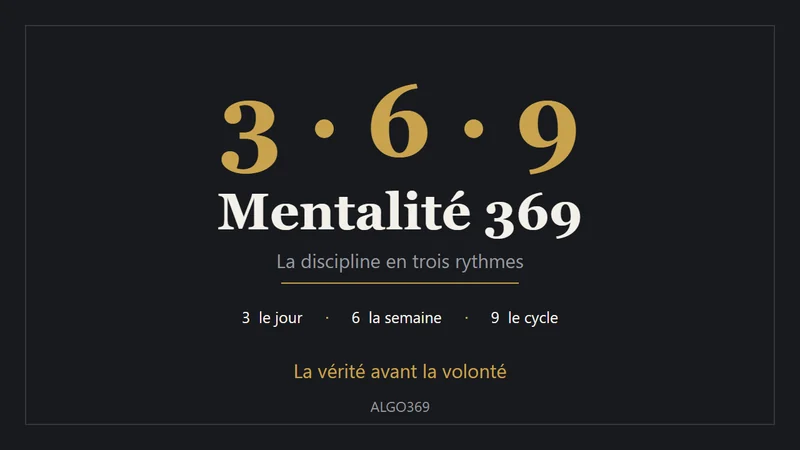 3 · 6 · 9
Mentalité 369
La discipline en trois rythmes
3 le jour · 6 la semaine · 9 le cycle
La vérité avant la volonté
ALGO369